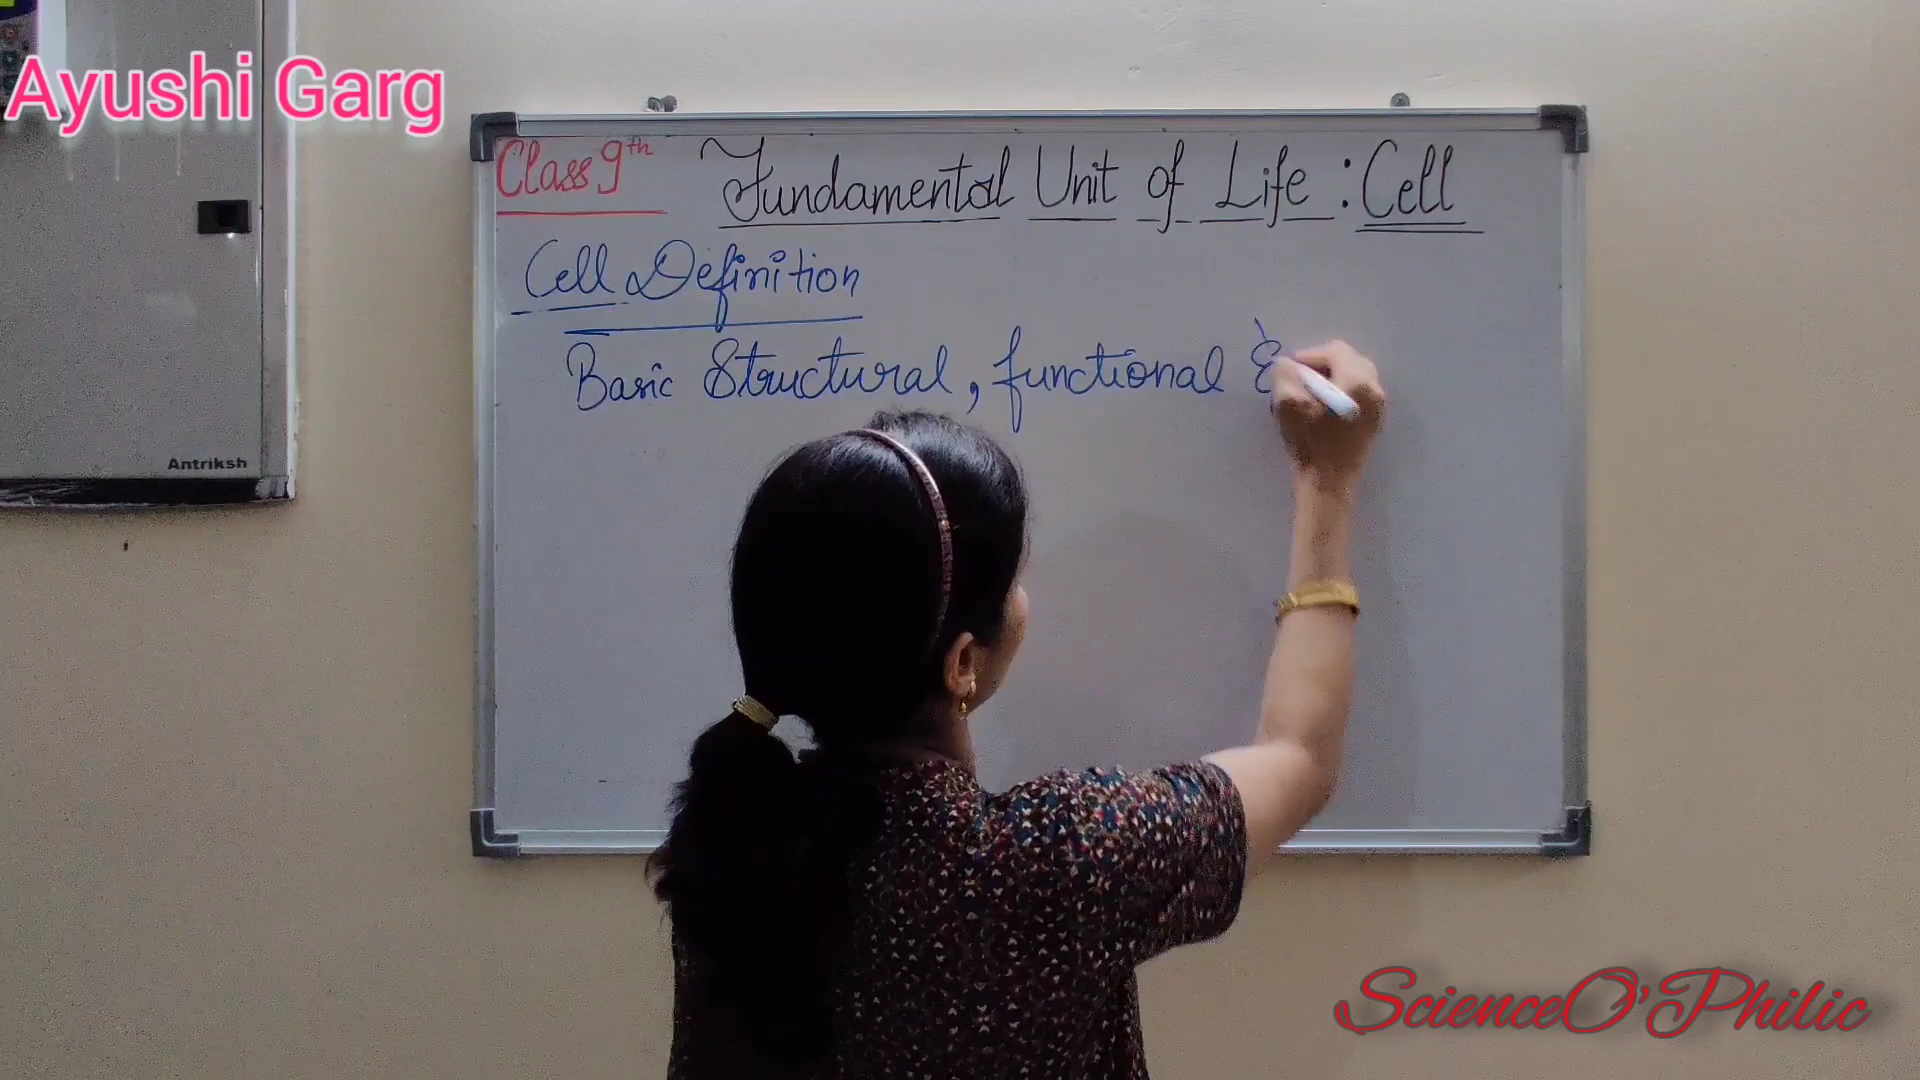 Ayushi Garg
Class 9th
Fundamental Unit of Life : Cell
Cell Definition
Basic Structural, functional &
Antriksh
ScienceO'Philic